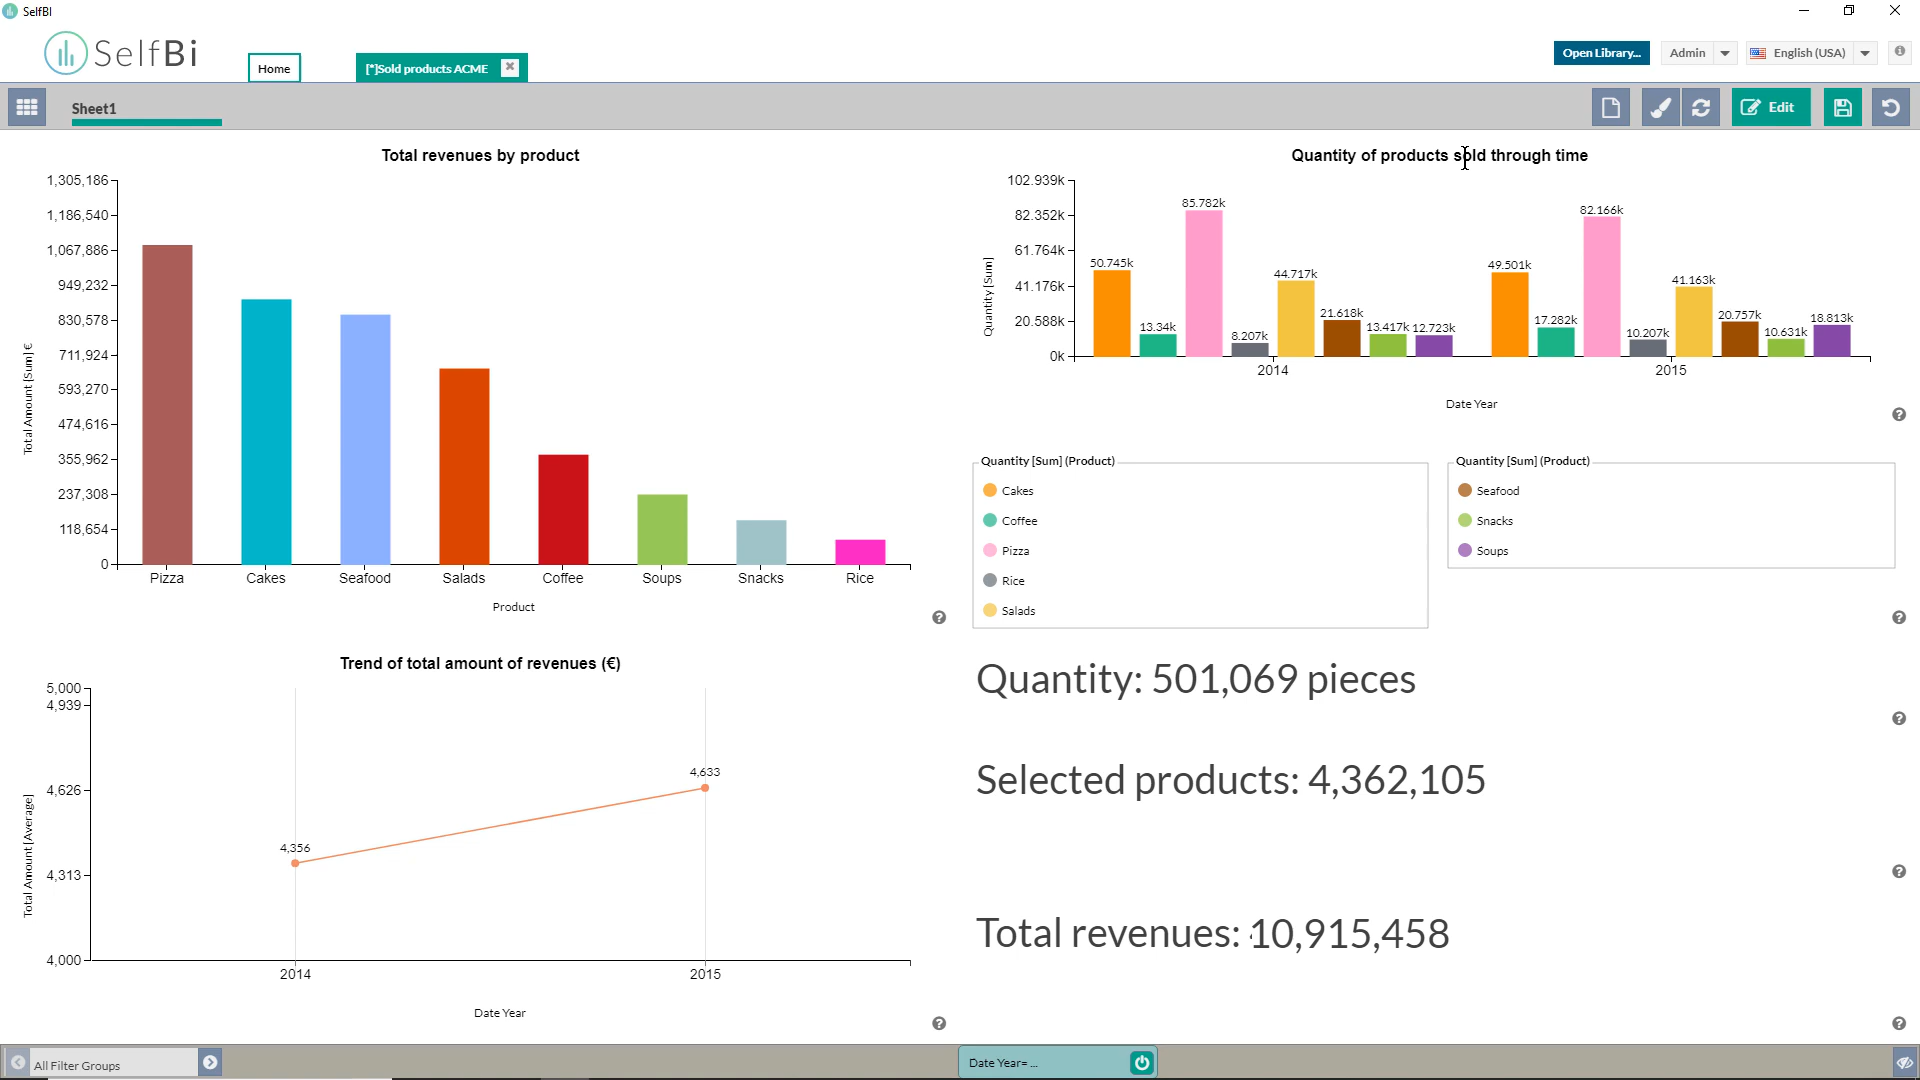 SelfBI
SelfBi
Home
[*]Sold products ACME
Open Library...
Admin
English (USA)
Sheet1
Edit
Total revenues by product
1,305,186
1,186,540
1,067,886
949,232
830,578
711,924
593,270
474,616
355,962
237,308
118,654
0
Total Amount [Sum] €
Pizza
Cakes
Seafood
Salads
Coffee
Soups
Snacks
Rice
Product
Quantity of products sold through time
102.939k
82.352k
61.764k
41.176k
20.588k
0k
Quantity [Sum]
50.745k
13.34k
85.782k
8.207k
44.717k
21.618k
13.417k
12.723k
49.501k
17.282k
82.166k
10.207k
41.163k
20.757k
10.631k
18.813k
2014
2015
Date Year
Quantity [Sum] (Product)
Cakes
Coffee
Pizza
Rice
Salads
Quantity [Sum] (Product)
Seafood
Snacks
Soups
Trend of total amount of revenues (€)
5,000
4,939
4,626
4,313
4,000
Total Amount [Average]
4,356
4,633
2014
2015
Date Year
Quantity: 501,069 pieces
Selected products: 4,362,105
Total revenues: 10,915,458
All Filter Groups
Date Year= ...